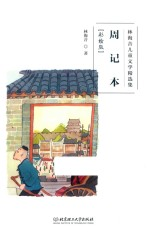 林海音儿童文学精选集
周记本
【彩绘版】
林海音 ◎ 著
北京理工大学出版社